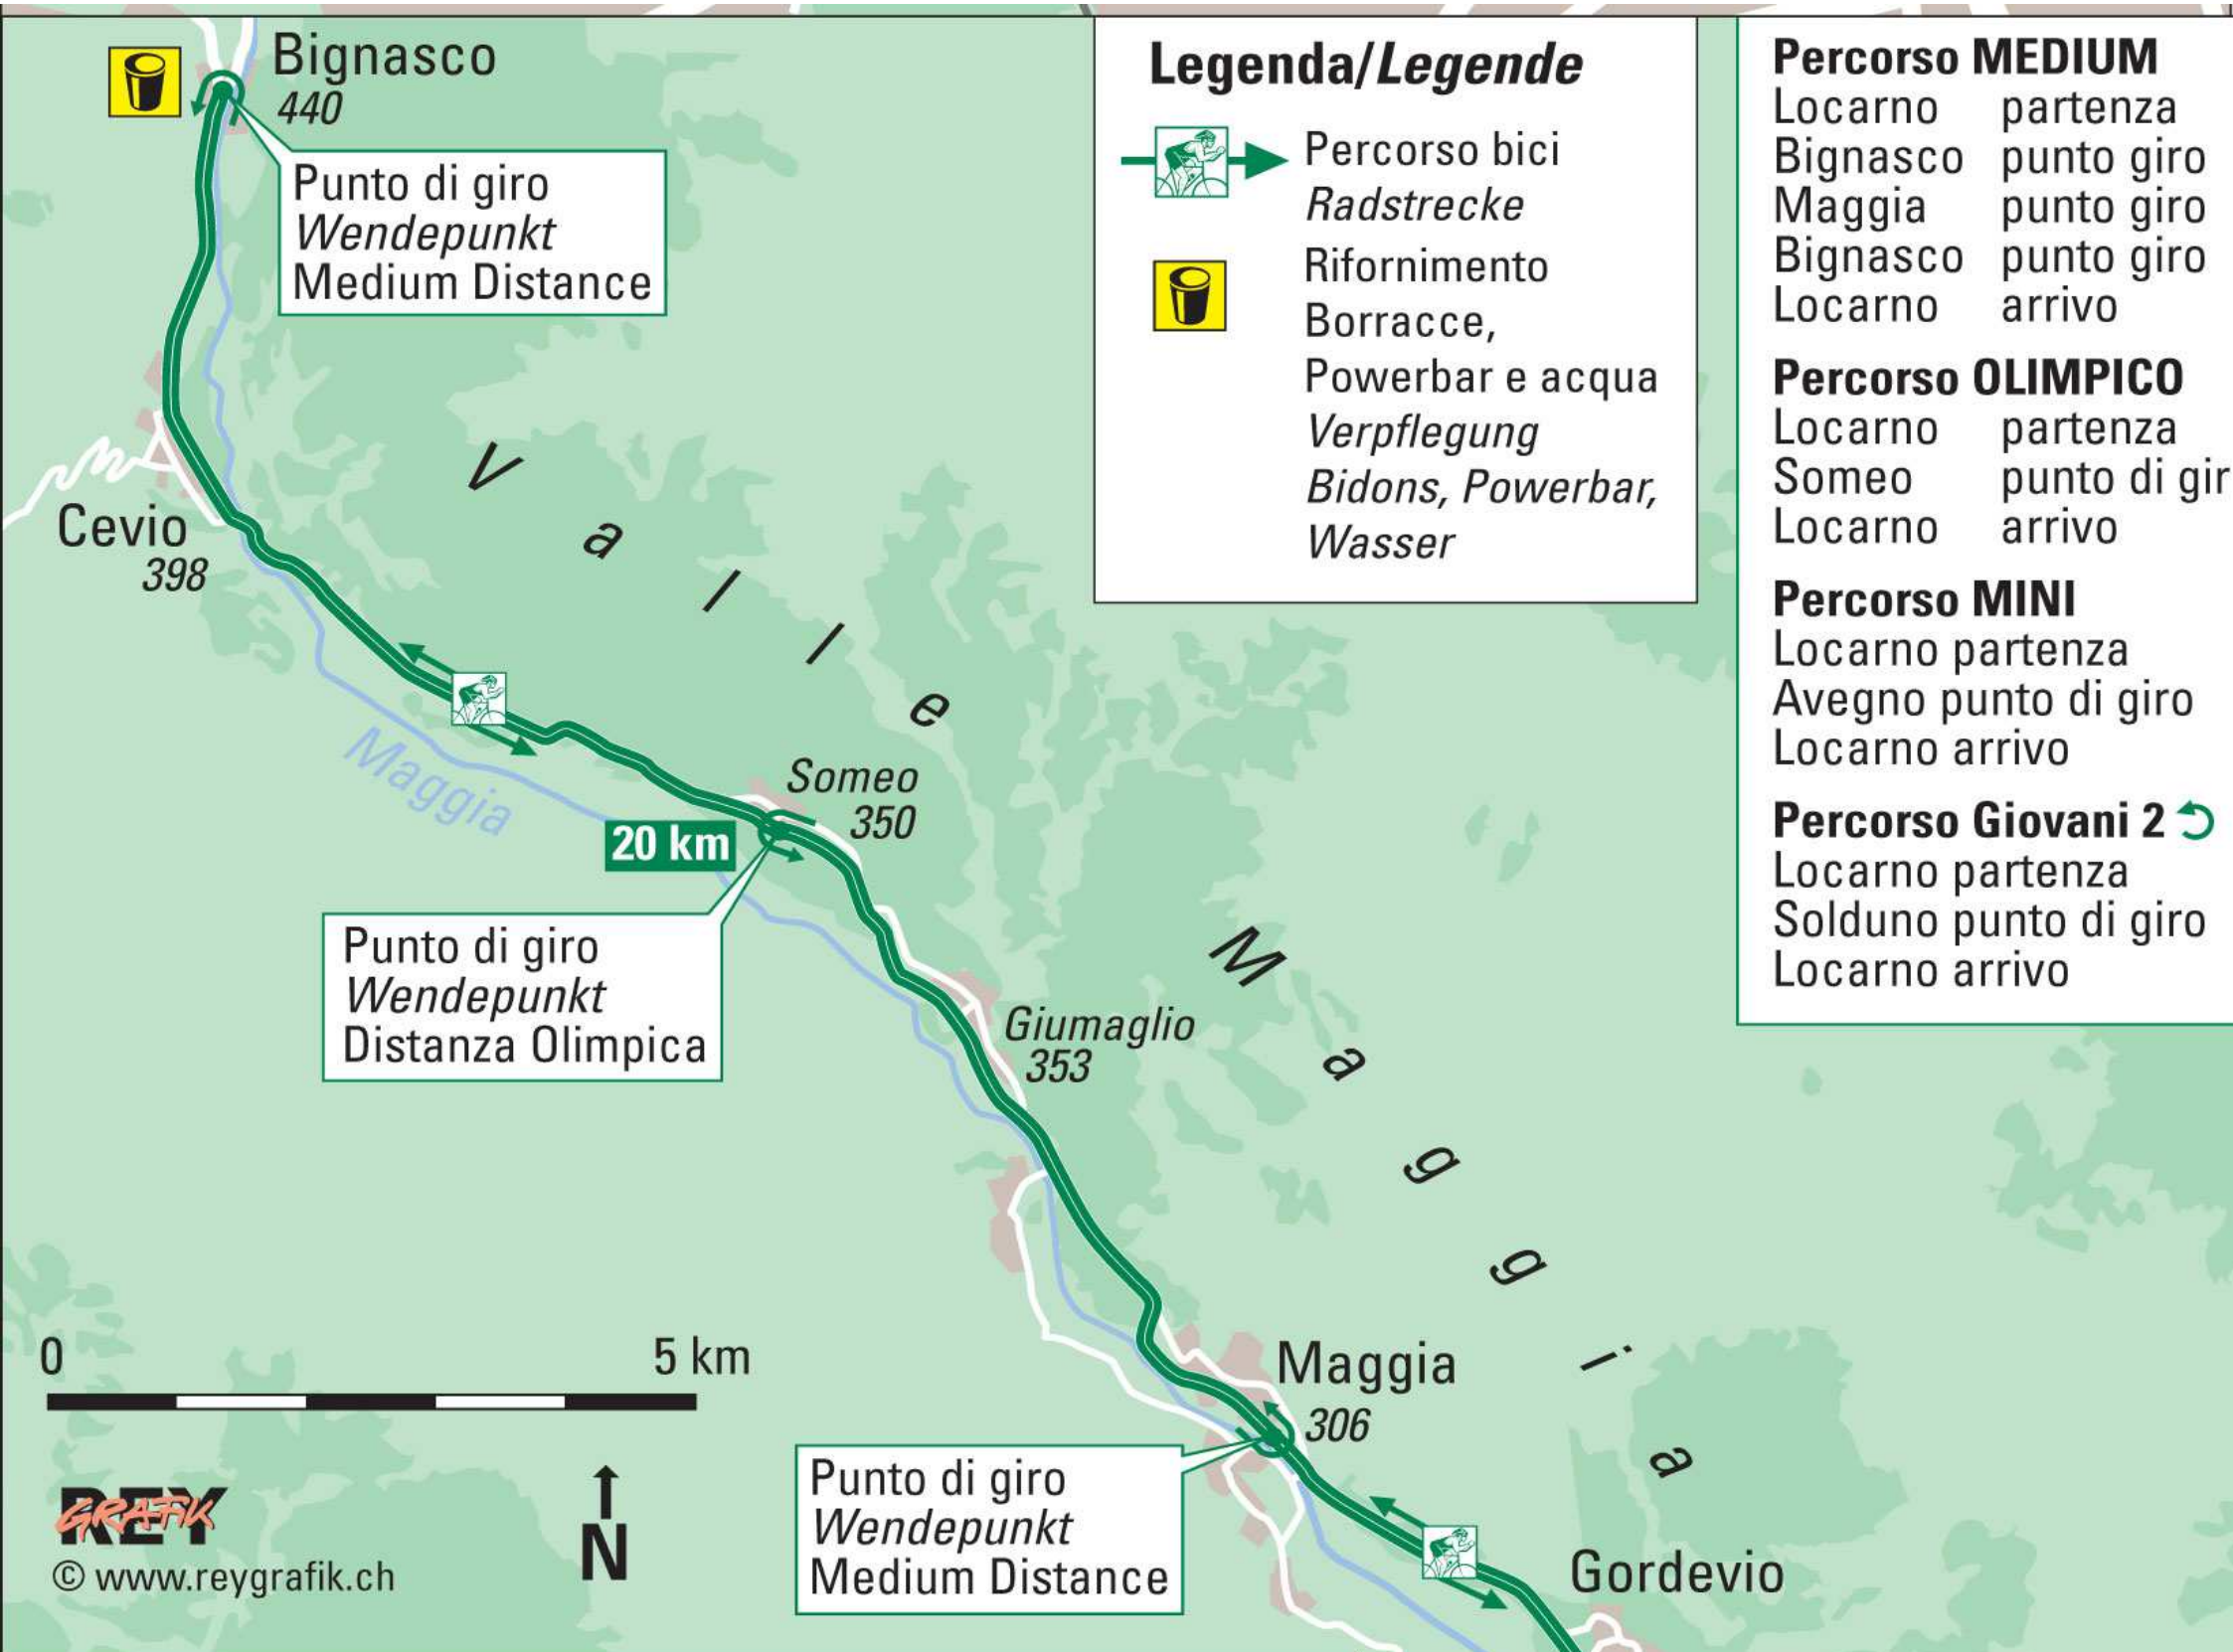 Bignasco
440
Punto di giro
Wendepunkt
Medium Distance
Cevio
398
Valle Maggia
Maggia
Someo
350
20 km
Punto di giro
Wendepunkt
Distanza Olimpica
Giumaglio
353
Maggia
306
Punto di giro
Wendepunkt
Medium Distance
Gordevio
0 5 km
REY
GRAFIK
© www.reygrafik.ch
N
Legenda/Legende
Percorso bici
Radstrecke
Rifornimento
Borracce,
Powerbar e acqua
Verpflegung
Bidons, Powerbar,
Wasser
Percorso MEDIUM
Locarno partenza
Bignasco punto giro
Maggia punto giro
Bignasco punto giro
Locarno arrivo
Percorso OLIMPICO
Locarno partenza
Someo punto di gir
Locarno arrivo
Percorso MINI
Locarno partenza
Avegno punto di giro
Locarno arrivo
Percorso Giovani 2
Locarno partenza
Solduno punto di giro
Locarno arrivo